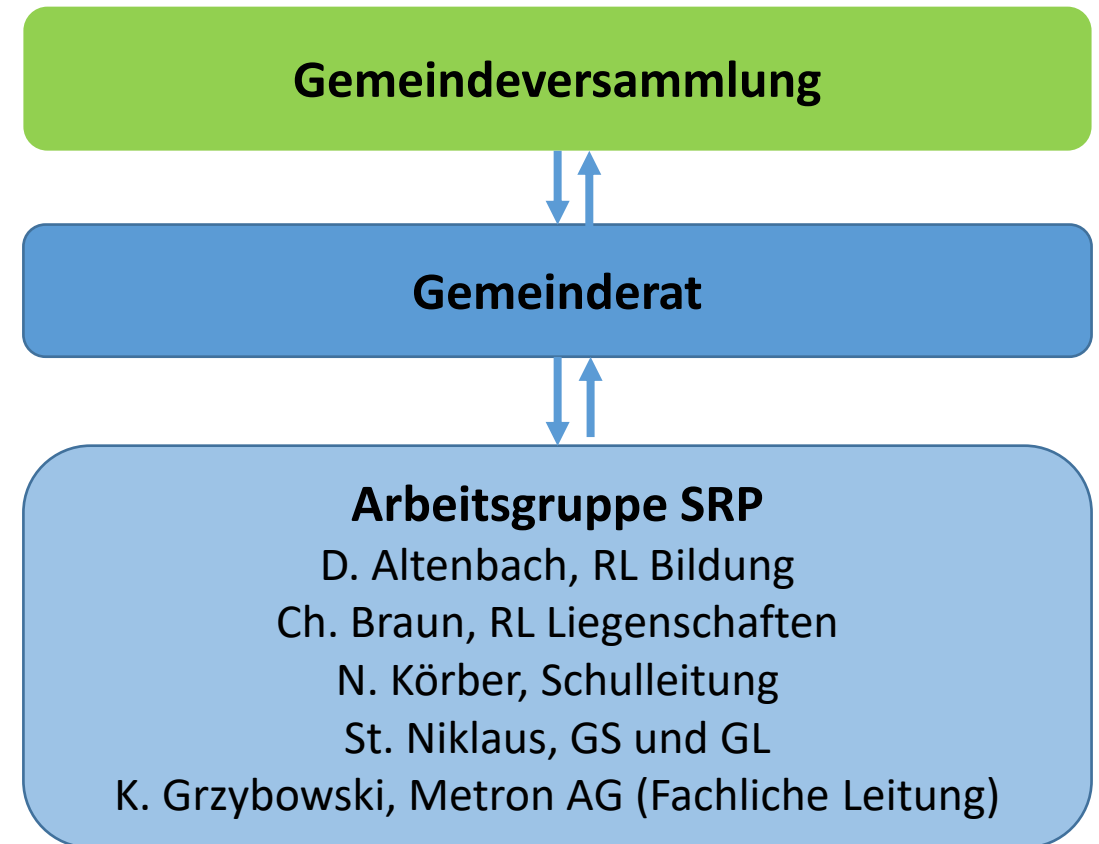 Gemeindeversammlung
Gemeinderat
Arbeitsgruppe SRP
D. Altenbach, RL Bildung
Ch. Braun, RL Liegenschaften
N. Körber, Schulleitung
St. Niklaus, GS und GL
K. Grzybowski, Metron AG (Fachliche Leitung)